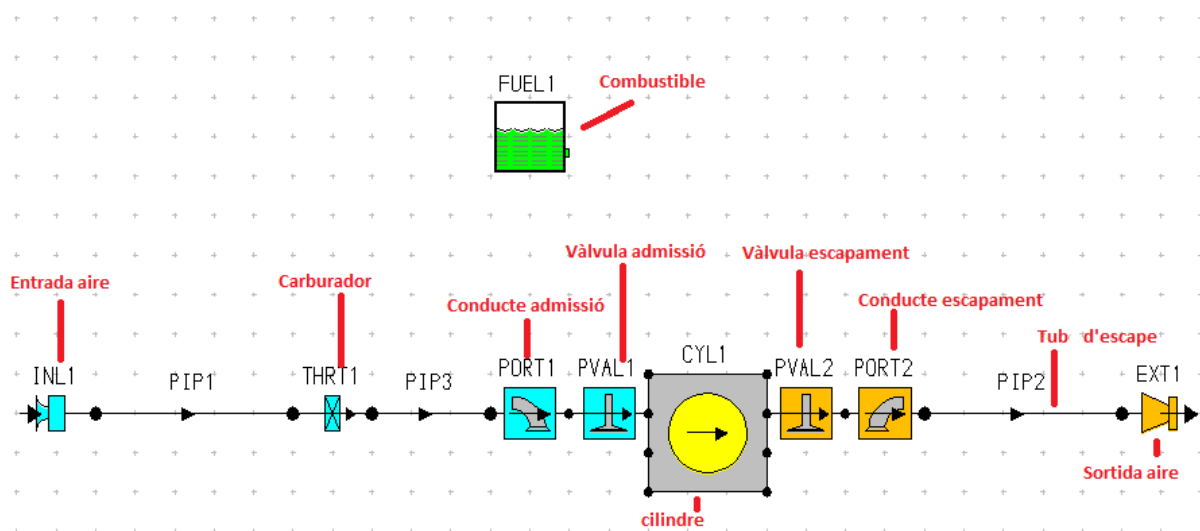 FUEL1
Combustible
Vàlvula admissió
Vàlvula escapament
Entrada aire
Carburador
Conducte admissió
Conducte escapament
Tub d'escape
INL1
PIP1
THRT1
PIP3
PORT1
PVAL1
CYL1
PVAL2
PORT2
PIP2
EXT1
Sortida aire
cilindre